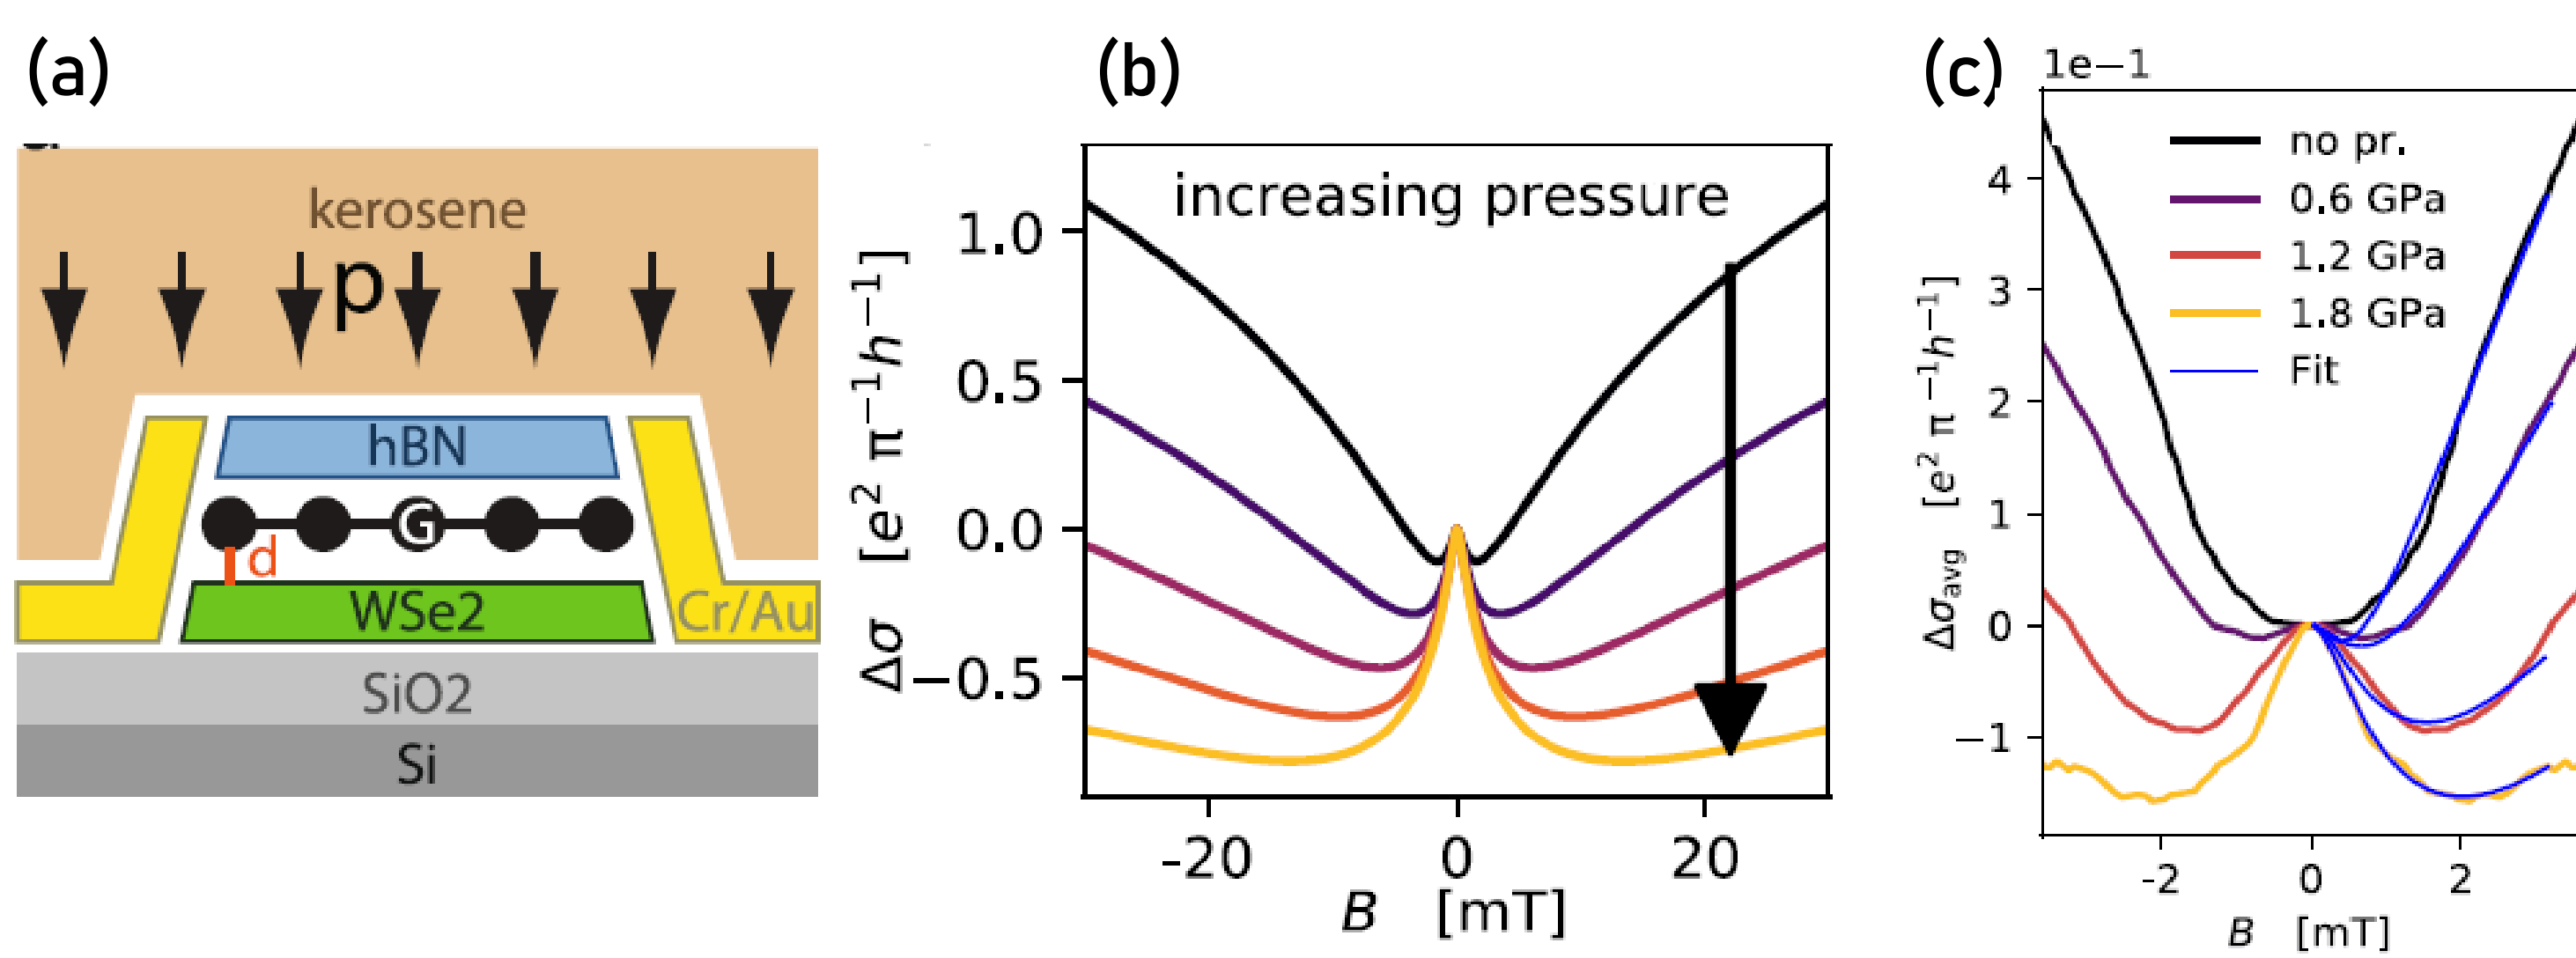 (a)
kerosene
p
hBN
G
d
WSe2
Cr/Au
SiO2
Si
(b)
increasing pressure
1.0
0.5
0.0
−0.5
Δσ [e² π⁻¹h⁻¹]
-20 0 20
B [mT]
(c)
1e−1
no pr.
0.6 GPa
1.2 GPa
1.8 GPa
Fit
4
3
2
1
0
−1
Δσavg [e² π⁻¹h⁻¹]
-2 0 2
B [mT]